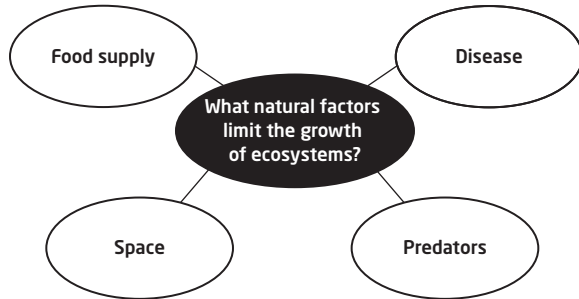 Food supply
Disease
What natural factors
limit the growth
of ecosystems?
Space
Predators